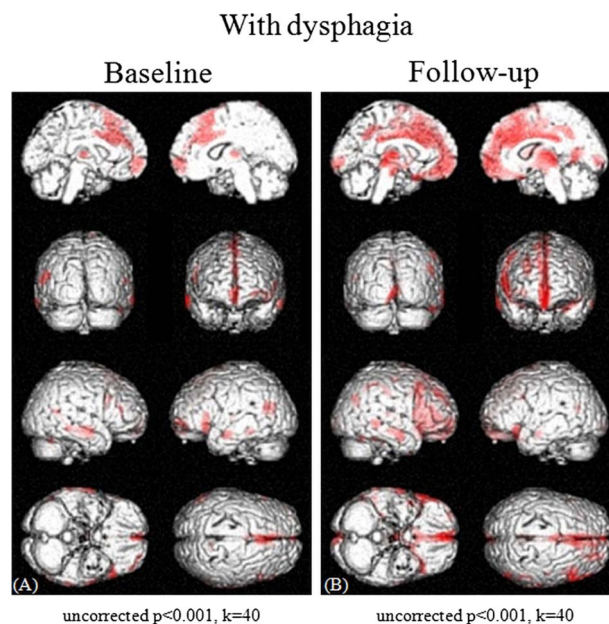 With dysphagia
Baseline
Follow-up
(A)
(B)
uncorrected p<0.001, k=40
uncorrected p<0.001, k=40